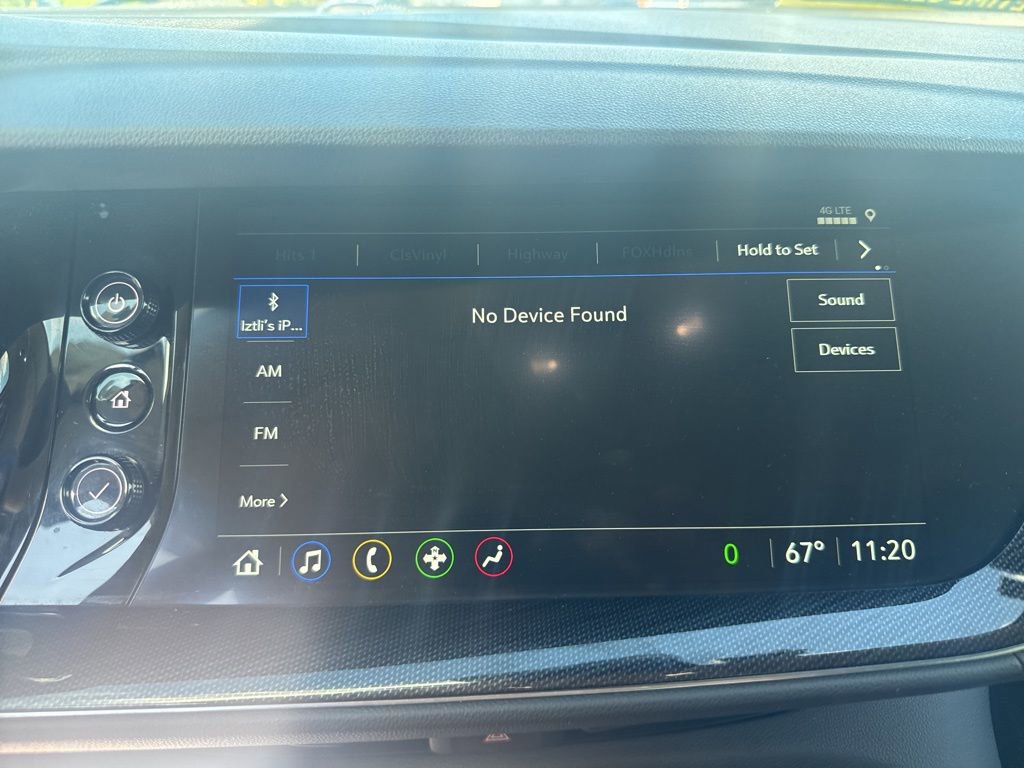 4G LTE
Hits 1
ClsVinyl
Highway
FOXHdlns
Hold to Set
Iztli's iP...
No Device Found
Sound
Devices
AM
FM
More
0
67°
11:20